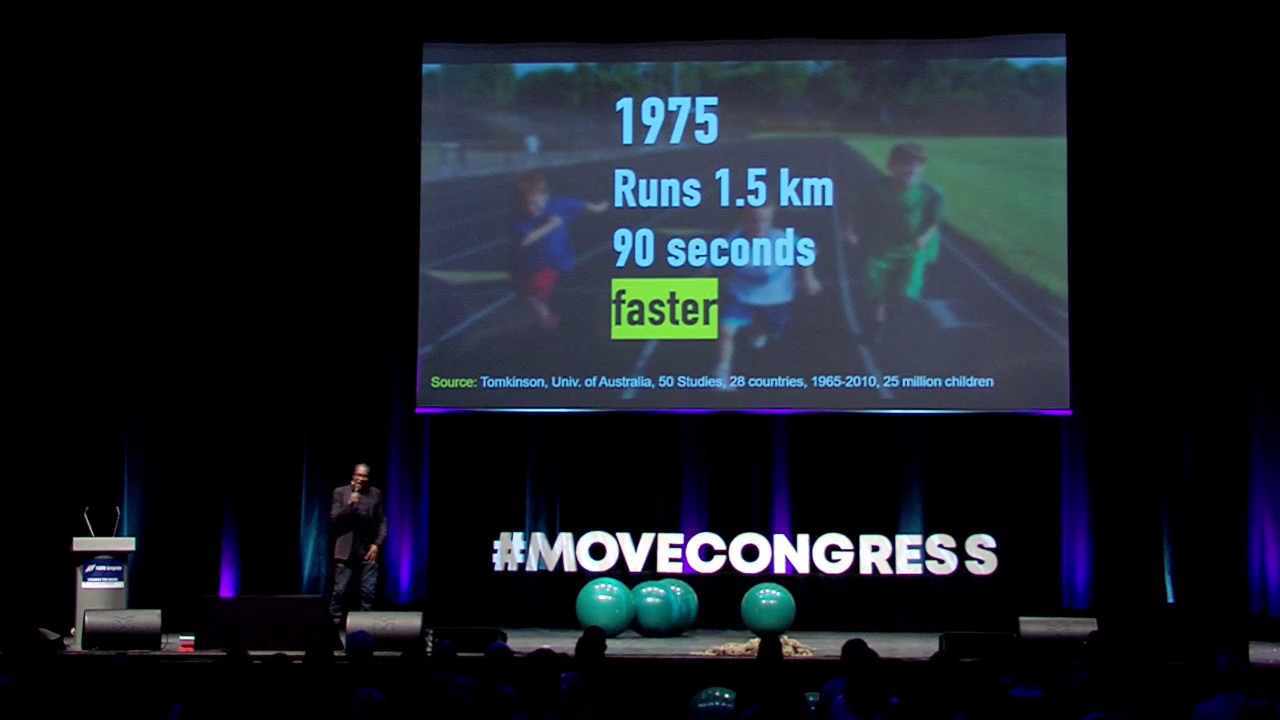 1975
Runs 1.5 km
90 seconds
faster
Source: Tomkinson, Univ. of Australia, 50 Studies, 28 countries, 1965-2010, 25 million children
#MOVECONGRESS